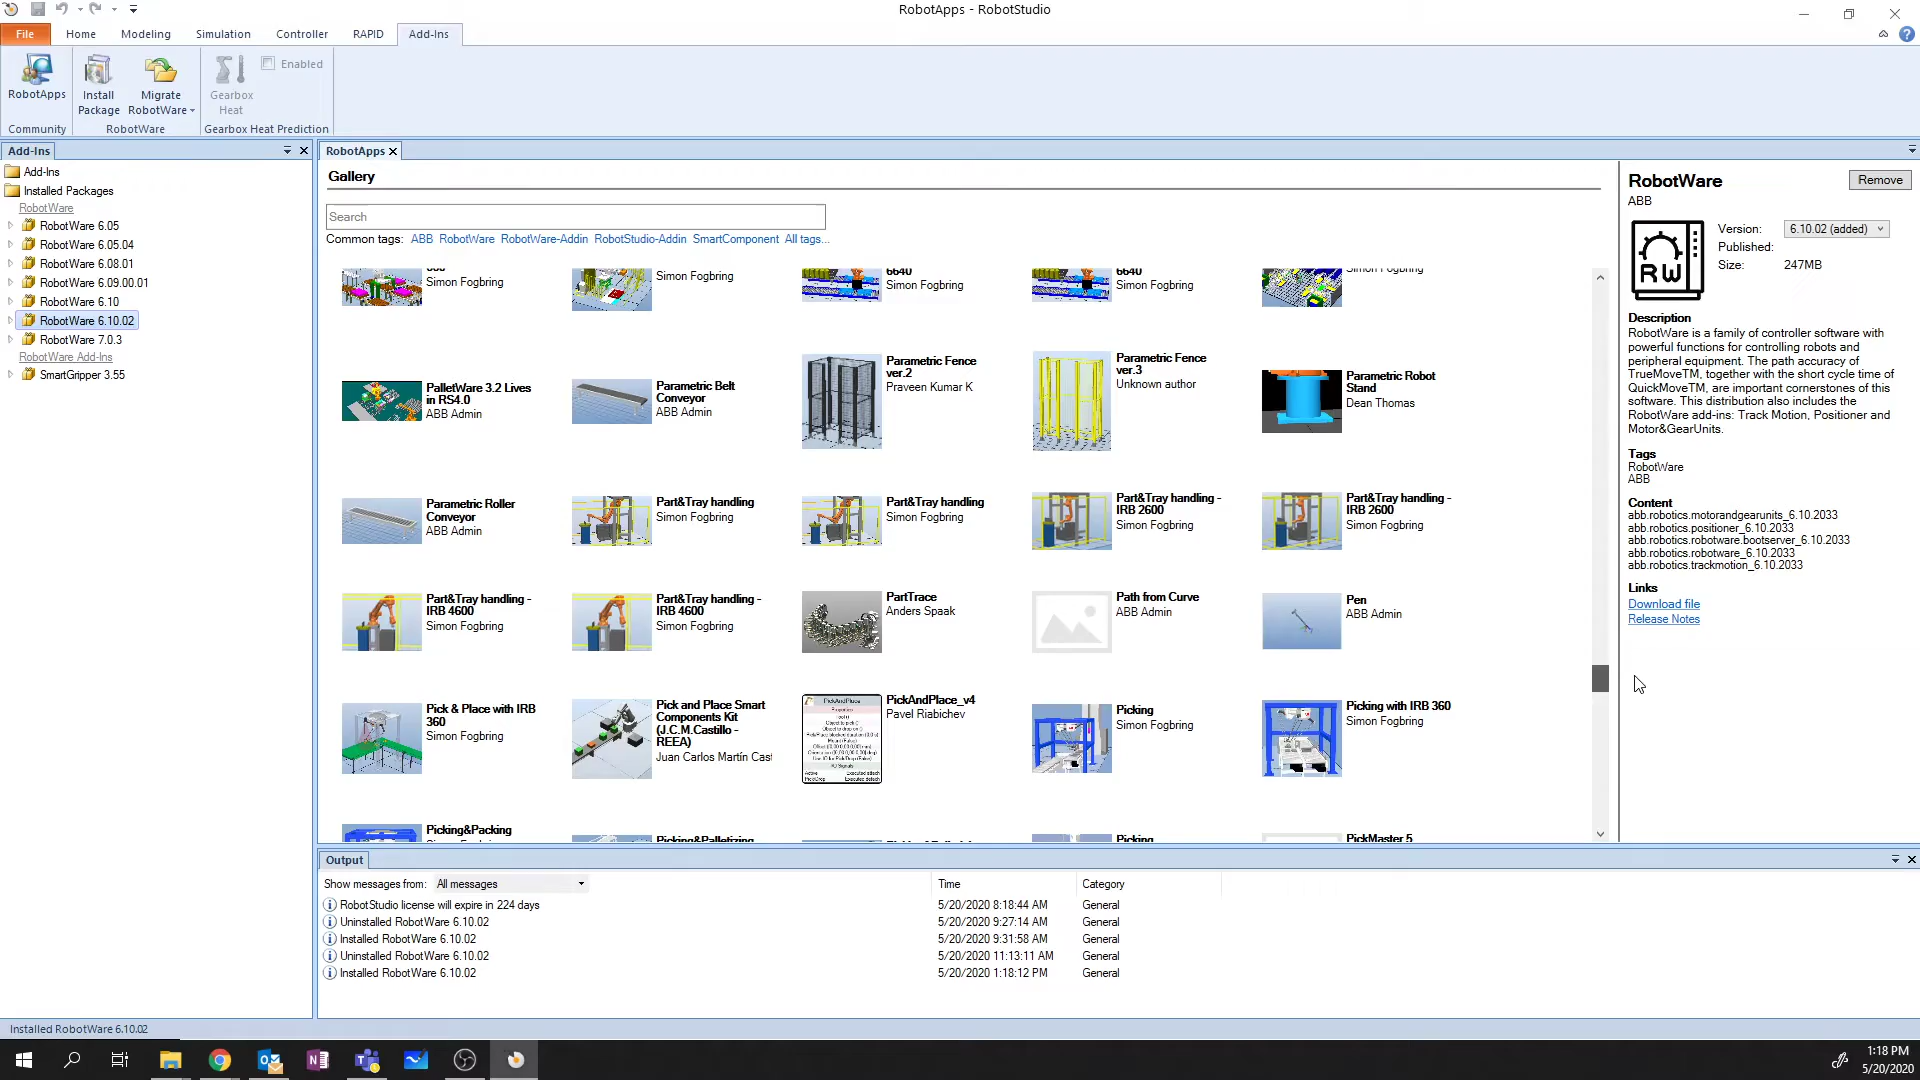 RobotApps - RobotStudio
File
Home
Modeling
Simulation
Controller
RAPID
Add-Ins
RobotApps
Install
Package
Migrate
RobotWare
Gearbox
Heat
Enabled
Community
RobotWare
Gearbox Heat Prediction
Add-Ins
Add-Ins
Installed Packages
RobotWare
RobotWare 6.05
RobotWare 6.05.04
RobotWare 6.08.01
RobotWare 6.09.00.01
RobotWare 6.10
RobotWare 6.10.02
RobotWare 7.0.3
RobotWare Add-Ins
SmartGripper 3.55
RobotApps
Gallery
Search
Common tags: ABB RobotWare RobotWare-Addin RobotStudio-Addin SmartComponent All tags...
Simon Fogbring
Simon Fogbring
6640
Simon Fogbring
6640
Simon Fogbring
Simon Fogbring
PalletWare 3.2 Lives
in RS4.0
ABB Admin
Parametric Belt
Conveyor
ABB Admin
Parametric Fence
ver.2
Praveen Kumar K
Parametric Fence
ver.3
Unknown author
Parametric Robot
Stand
Dean Thomas
Parametric Roller
Conveyor
ABB Admin
Part&Tray handling
Simon Fogbring
Part&Tray handling
Simon Fogbring
Part&Tray handling -
IRB 2600
Simon Fogbring
Part&Tray handling -
IRB 2600
Simon Fogbring
Part&Tray handling -
IRB 4600
Simon Fogbring
Part&Tray handling -
IRB 4600
Simon Fogbring
PartTrace
Anders Spaak
Path from Curve
ABB Admin
Pen
ABB Admin
Pick & Place with IRB
360
Simon Fogbring
Pick and Place Smart
Components Kit
(J.C.M.Castillo -
REEA)
Juan Carlos Martín Cast
PickAndPlace
Properties
PickAndPlace_v4
Pavel Riabichev
Picking
Simon Fogbring
Picking with IRB 360
Simon Fogbring
Picking&Packing
Picking&Palletizing
Picking
PickMaster 5
RobotWare
Remove
ABB
RW
Version: 6.10.02 (added)
Published:
Size: 247MB
Description
RobotWare is a family of controller software with
powerful functions for controlling robots and
peripheral equipment. The path accuracy of
TrueMoveTM, together with the short cycle time of
QuickMoveTM, are important cornerstones of this
software. This distribution also includes the
RobotWare add-ins: Track Motion, Positioner and
Motor&GearUnits.
Tags
RobotWare
ABB
Content
abb.robotics.motorandgearunits_6.10.2033
abb.robotics.positioner_6.10.2033
abb.robotics.robotware.bootserver_6.10.2033
abb.robotics.robotware_6.10.2033
abb.robotics.trackmotion_6.10.2033
Links
Download file
Release Notes
Output
Show messages from: All messages
Time
Category
RobotStudio license will expire in 224 days 5/20/2020 8:18:44 AM General
Uninstalled RobotWare 6.10.02 5/20/2020 9:27:14 AM General
Installed RobotWare 6.10.02 5/20/2020 9:31:58 AM General
Uninstalled RobotWare 6.10.02 5/20/2020 11:13:11 AM General
Installed RobotWare 6.10.02 5/20/2020 1:18:12 PM General
Installed RobotWare 6.10.02
1:18 PM
5/20/2020